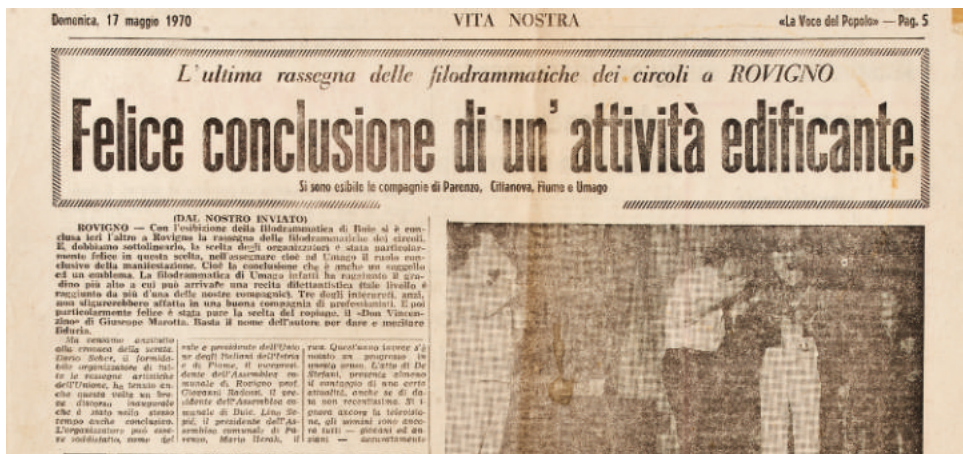 Domenica, 17 maggio 1970
VITA NOSTRA
«La Voce del Popolo» — Pag. 5
L'ultima rassegna delle filodrammatiche dei circoli a ROVIGNO
Felice conclusione di un' attività edificante
Si sono esibite le compagnie di Parenzo, Cittanova, Fiume e Umago
(DAL NOSTRO INVIATO)
ROVIGNO — Con l'esibizione della filodrammatica di Buie si è con-
clusa ieri l'altro a Rovigno la rassegna delle filodrammatiche dei circoli.
E, dobbiamo sottolinearlo, la scelta degli organizzatori è stata particolar-
mente felice in questa scelta, nell'assegnare cioè ad Umago il ruolo con-
clusivo della manifestazione. Cioè la conclusione che è anche un suggello
ed un emblema. La filodrammatica di Umago infatti ha raggiunto il gra-
dino più alto a cui può arrivare una recita dilettantistica (tale livello è
raggiunto da più d'una delle nostre compagnie). Tre degli interpreti, anzi,
non sfigurerebbero affatto in una buona compagnia di professionisti. E poi
particolarmente felice è stata pure la scelta del copione, il «Don Vincen-
zino» di Giuseppe Marotta. Basta il nome dell'autore per dare e meritare
fiducia.
Ma veniamo anzitutto
alla cronaca della serata.
Dario Scher, il formida-
bile organizzatore di tut-
te le rassegne artistiche
dell'Unione, ha tenuto an-
che questa volta un bre-
ve discorso inaugurale
che è stato nello stesso
tempo anche conclusivo.
L'organizzatore può esse-
re soddisfatto, nome del
rale e presidente dell'Unio
ne degli Italiani dell'Istria
e di Fiume, il vicepresi-
dente dell'Assemblea co-
munale di Rovigno prof.
Giovanni Radossi, il pre-
sidente dell'Assemblea co-
munale di Buie, Lino
il presidente dell'As-
semblea comunale di Pa-
renzo, Mario Herak, il
rua. Quest'anno invece s'è
notato un progresso in
questo senso. L'atto di De
Stefani, presenta almeno
il vantaggio di una certa
attualità, anche se di da-
ta non recentissima. Si i-
gnora ancora la televisio-
ne, gli uomini sono anco-
ra tutti — giovani ed an-
ziani — accuratamente